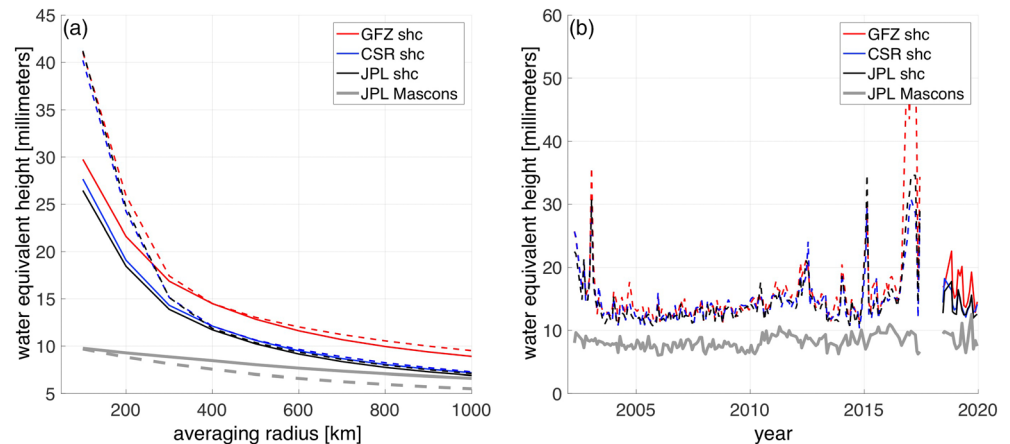 (a)
GFZ shc
CSR shc
JPL shc
JPL Mascons
water equivalent height [millimeters]
45
40
35
30
25
20
15
10
5
200
400
600
800
1000
averaging radius [km]
(b)
GFZ shc
CSR shc
JPL shc
JPL Mascons
water equivalent height [millimeters]
60
50
40
30
20
10
0
2005
2010
2015
2020
year